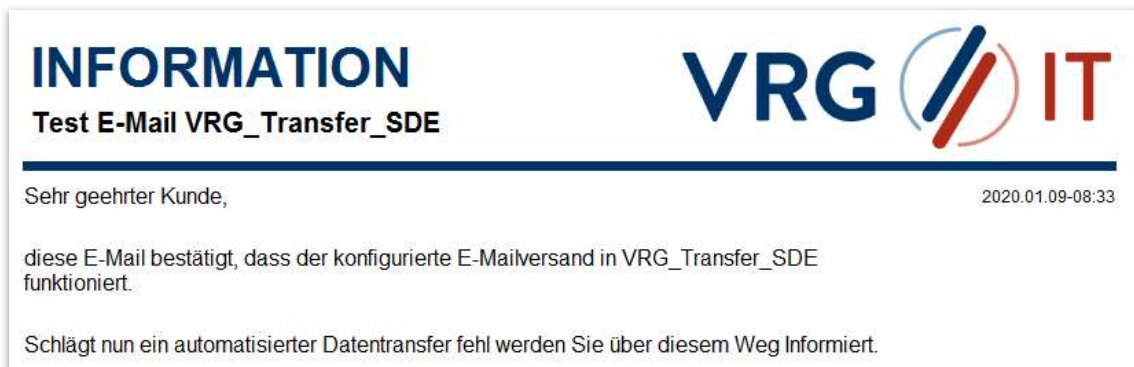 INFORMATION
VRG IT
Test E-Mail VRG_Transfer_SDE
Sehr geehrter Kunde,
2020.01.09-08:33
diese E-Mail bestätigt, dass der konfigurierte E-Mailversand in VRG_Transfer_SDE
funktioniert.
Schlägt nun ein automatisierter Datentransfer fehl werden Sie über diesem Weg Informiert.